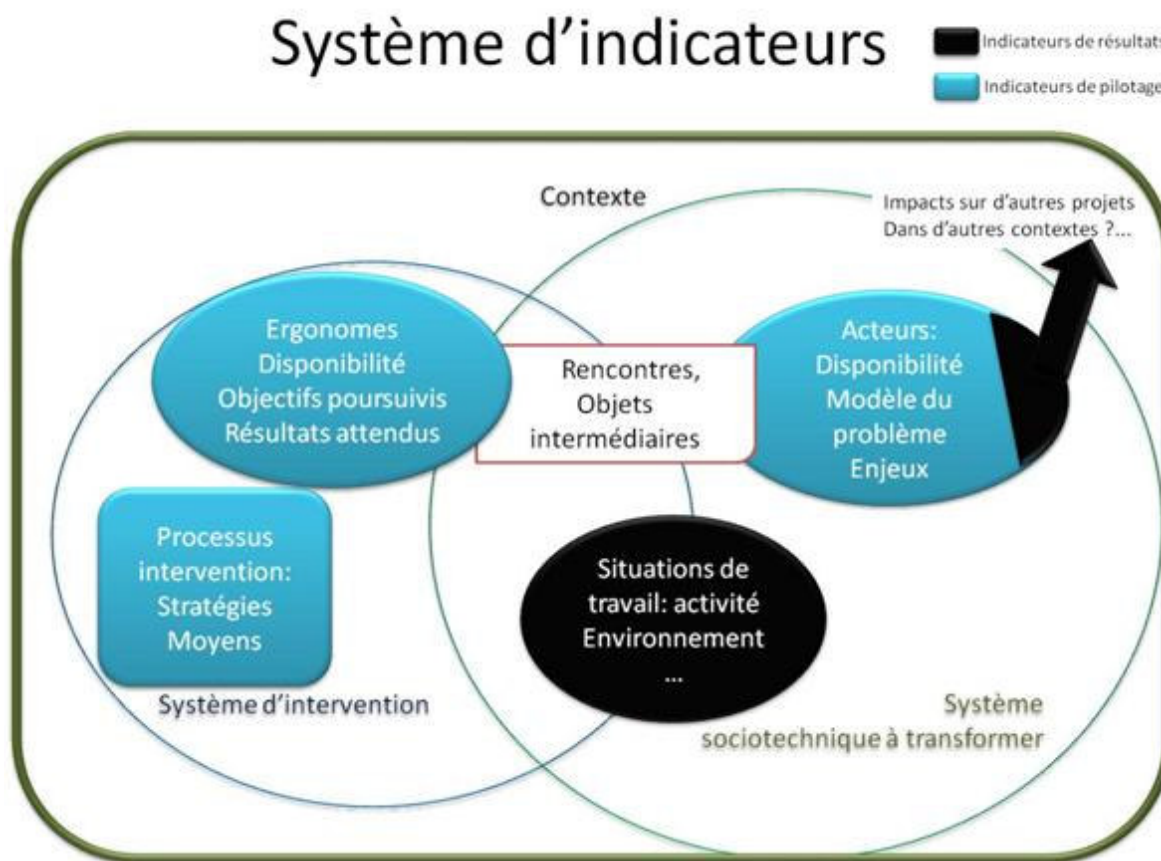 Système d'indicateurs
Indicateurs de résultats
Indicateurs de pilotage
Contexte
Impacts sur d'autres projets
Dans d'autres contextes ?...
Ergonomes
Disponibilité
Objectifs poursuivis
Résultats attendus
Rencontres,
Objets
intermédiaires
Acteurs:
Disponibilité
Modèle du
problème
Enjeux
Processus
intervention:
Stratégies
Moyens
Situations de
travail: activité
Environnement
...
Système d'intervention
Système
sociotechnique à transformer